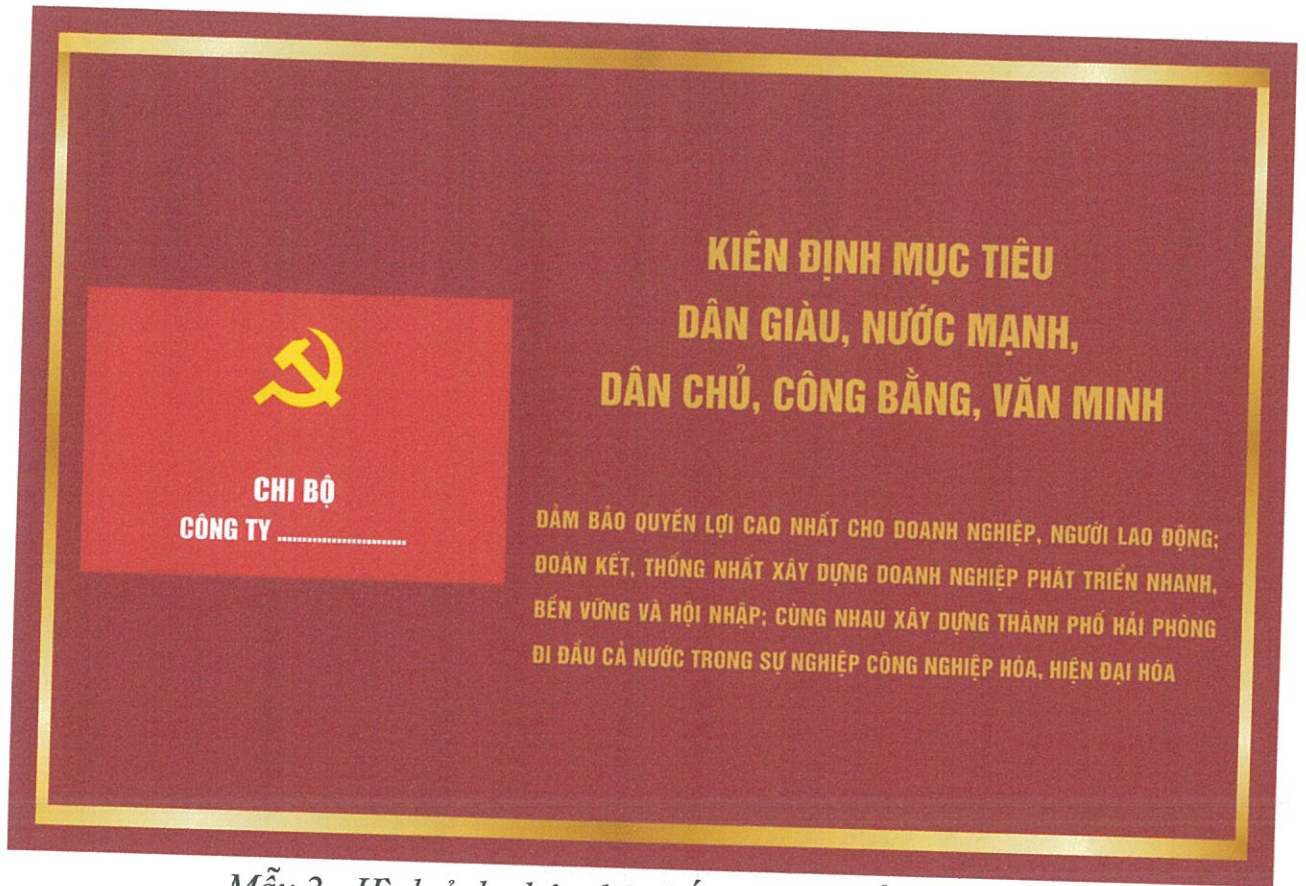 KIÊN ĐỊNH MỤC TIÊU
DÂN GIÀU, NƯỚC MẠNH,
DÂN CHỦ, CÔNG BẰNG, VĂN MINH
CHI BỘ
CÔNG TY ..........................
ĐẢM BẢO QUYỀN LỢI CAO NHẤT CHO DOANH NGHIỆP, NGƯỜI LAO ĐỘNG;
ĐOÀN KẾT, THỐNG NHẤT XÂY DỰNG DOANH NGHIỆP PHÁT TRIỂN NHANH,
BỀN VỮNG VÀ HỘI NHẬP; CÙNG NHAU XÂY DỰNG THÀNH PHỐ HẢI PHÒNG
ĐI ĐẦU CẢ NƯỚC TRONG SỰ NGHIỆP CÔNG NGHIỆP HÓA, HIỆN ĐẠI HÓA
Mẫu 2